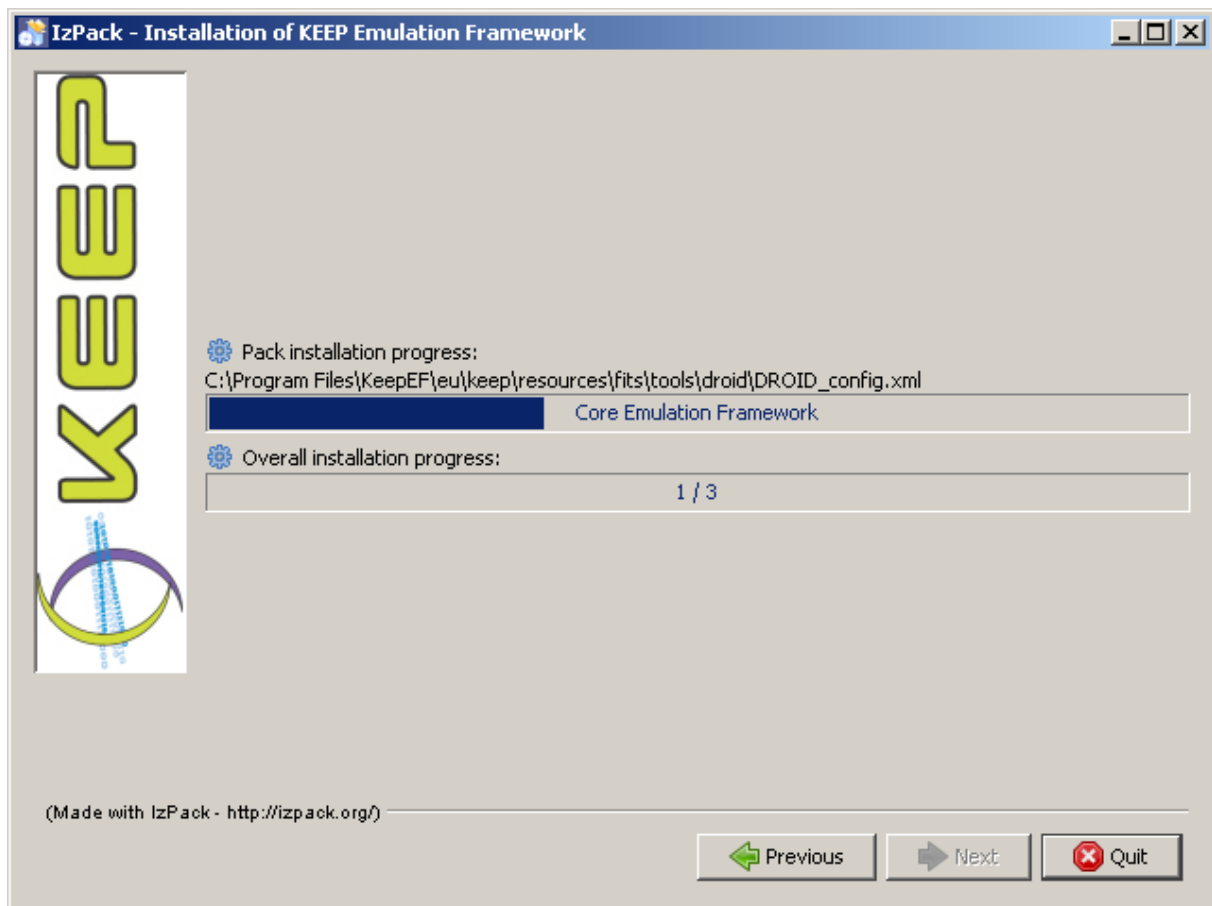 IzPack - Installation of KEEP Emulation Framework
KEEP
Pack installation progress:
C:\Program Files\KeepEF\eu\keep\resources\fits\tools\droid\DROID_config.xml
Core Emulation Framework
Overall installation progress:
1 / 3
(Made with IzPack - http://izpack.org/)
Previous
Next
Quit